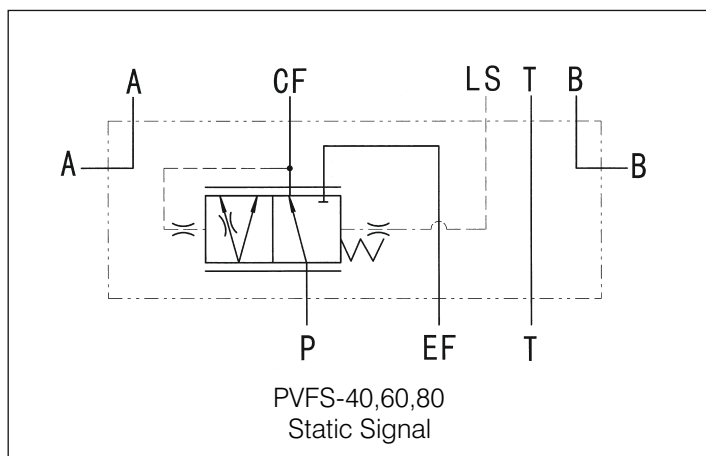 A CF LS T B
A B
P EF T
PVFS-40,60,80
Static Signal